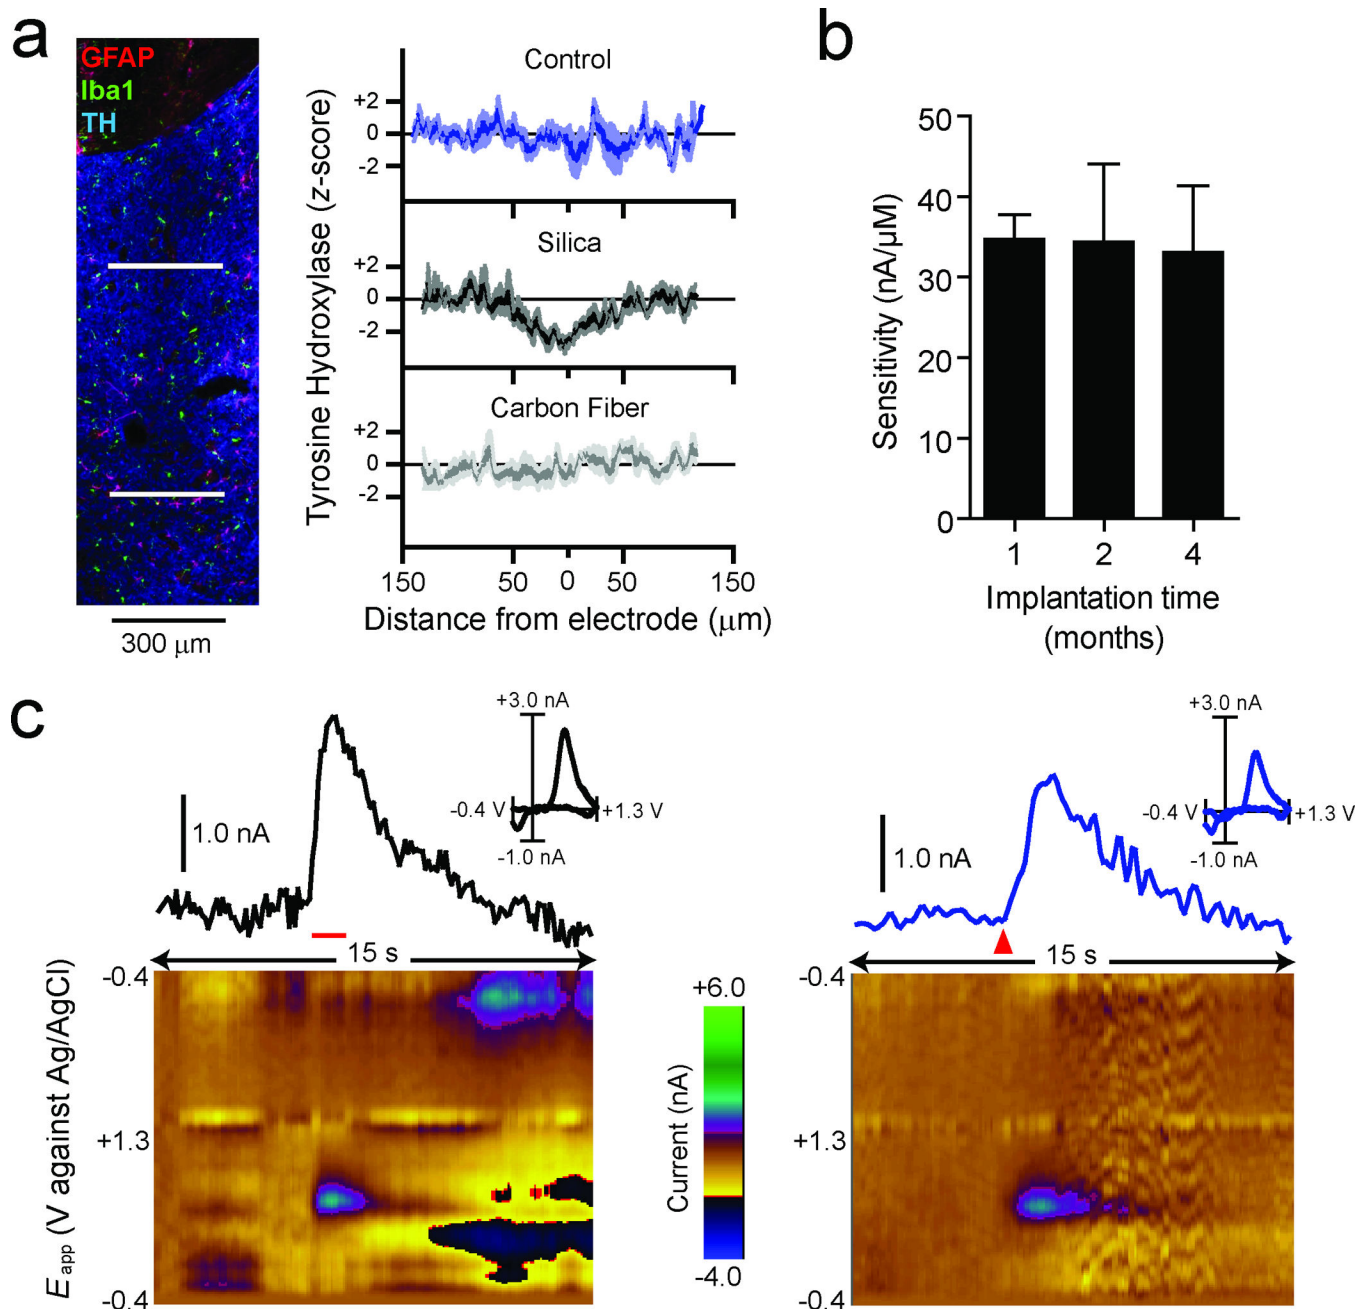 a
GFAP
Iba1
TH
300 μm
Tyrosine Hydroxylase (z-score)
Control
+2
0
-2
Silica
+2
0
-2
Carbon Fiber
+2
0
-2
150 50 0 50 150
Distance from electrode (μm)
b
Sensitivity (nA/μM)
50
40
30
20
10
0
1 2 4
Implantation time
(months)
c
1.0 nA
+3.0 nA
-0.4 V
+1.3 V
-1.0 nA
15 s
1.0 nA
+3.0 nA
-0.4 V
+1.3 V
-1.0 nA
15 s
Eapp (V against Ag/AgCl)
-0.4
+1.3
-0.4
Current (nA)
+6.0
-4.0
-0.4
+1.3
-0.4